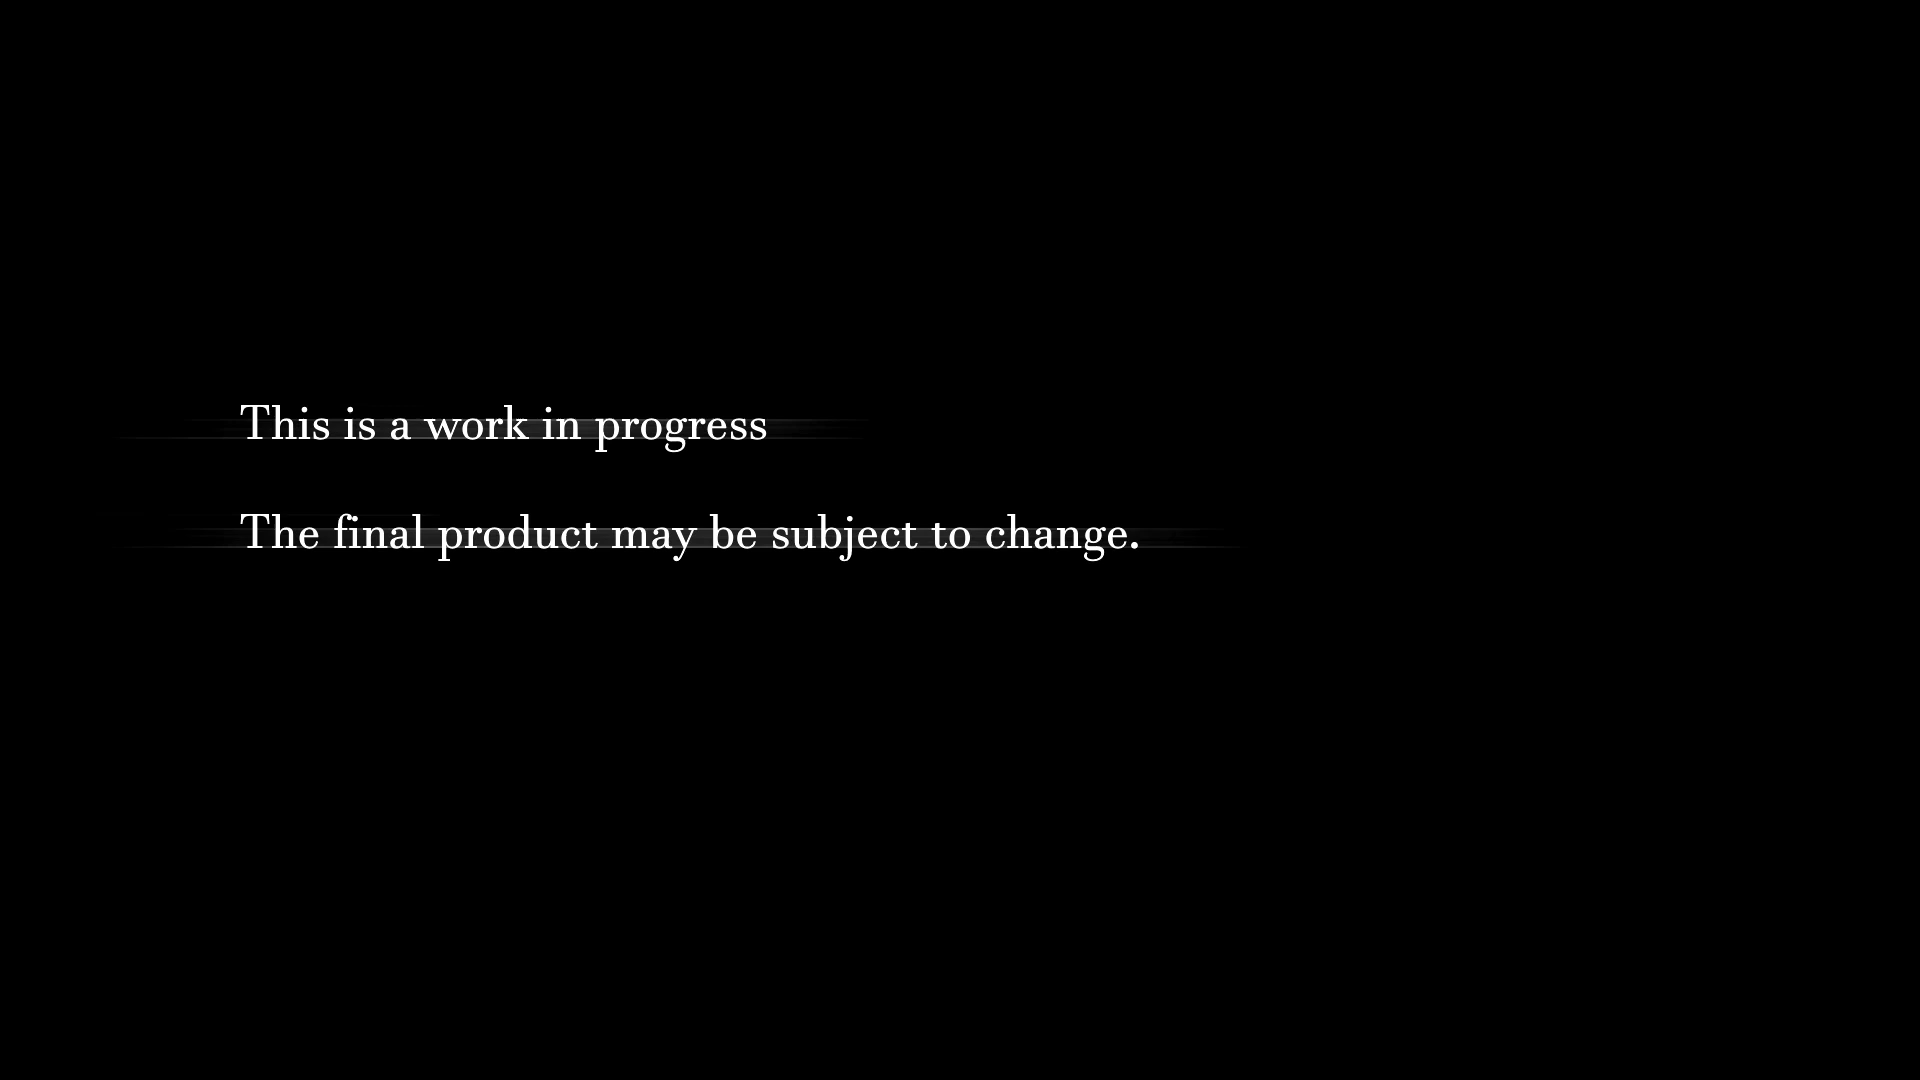 This is a work in progress
The final product may be subject to change.